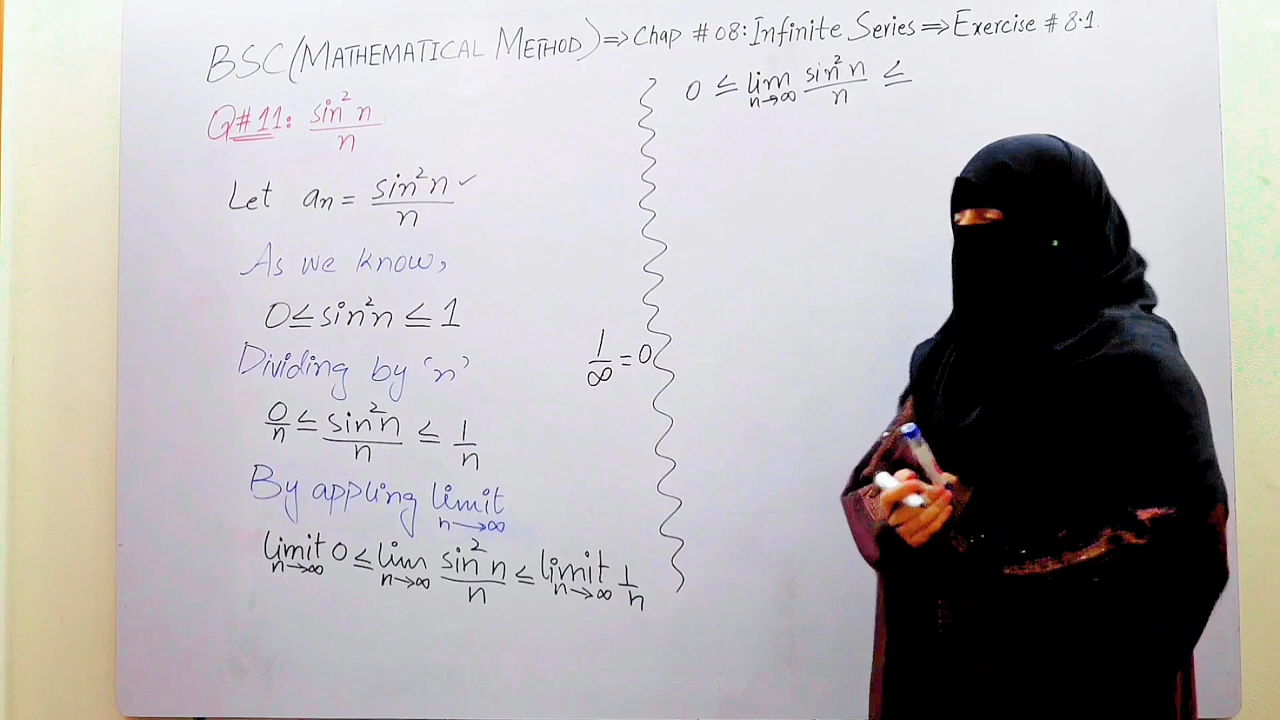 BSC(MATHEMATICAL METHOD)⇒Chap # 08: Infinite Series⇒Exercise # 8.1.
Q#11: sin²n/n
Let an = sin²n/n ✓
As we know,
0≤sin²n≤1
Dividing by 'n'
0/n ≤ sin²n/n ≤ 1/n
By appling limit n→∞
limit n→∞ 0 ≤ lim n→∞ sin²n/n ≤ limit n→∞ 1/n
1/∞ = 0
0 ≤ lim n→∞ sin²n/n ≤